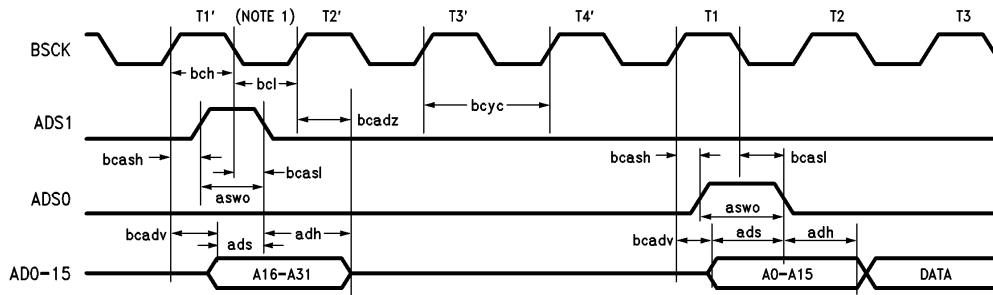 T1' (NOTE 1) T2' T3' T4' T1 T2 T3
BSCK
bch bcl bcyc
ADS1 bcadz
bcash bcasl bcash bcasl
ADS0 aswo aswo
bcadv ads adh bcadv ads adh
AD0-15 A16-A31 A0-A15 DATA